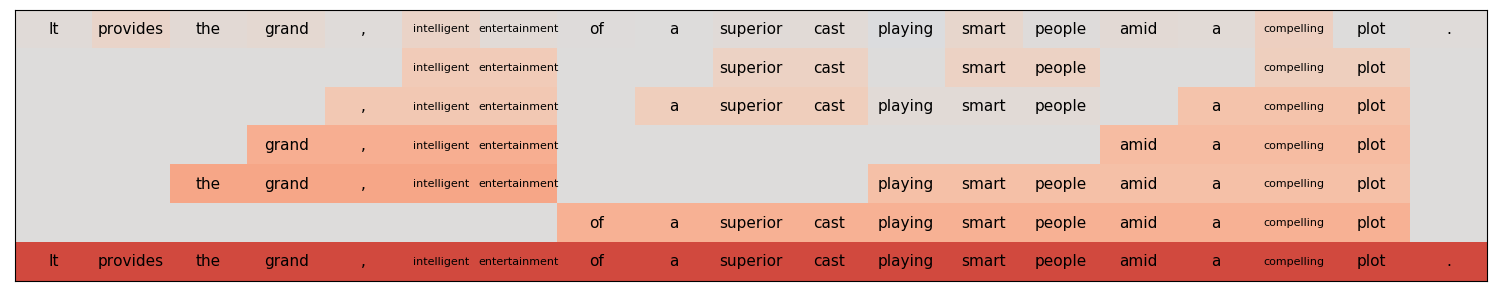 It provides the grand , intelligent entertainment of a superior cast playing smart people amid a compelling plot .
intelligent entertainment superior cast smart people compelling plot
, intelligent entertainment a superior cast playing smart people a compelling plot
grand , intelligent entertainment amid a compelling plot
the grand , intelligent entertainment playing smart people amid a compelling plot
of a superior cast playing smart people amid a compelling plot
It provides the grand , intelligent entertainment of a superior cast playing smart people amid a compelling plot .